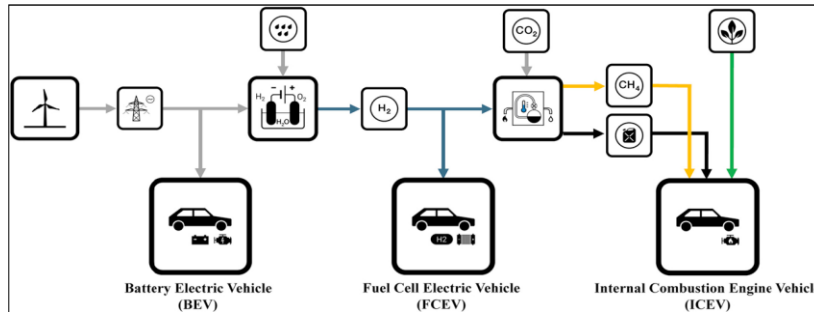 CO2
H2
O2
H2O
H2
CH4
H2
Battery Electric Vehicle
(BEV)
Fuel Cell Electric Vehicle
(FCEV)
Internal Combustion Engine Vehic
(ICEV)